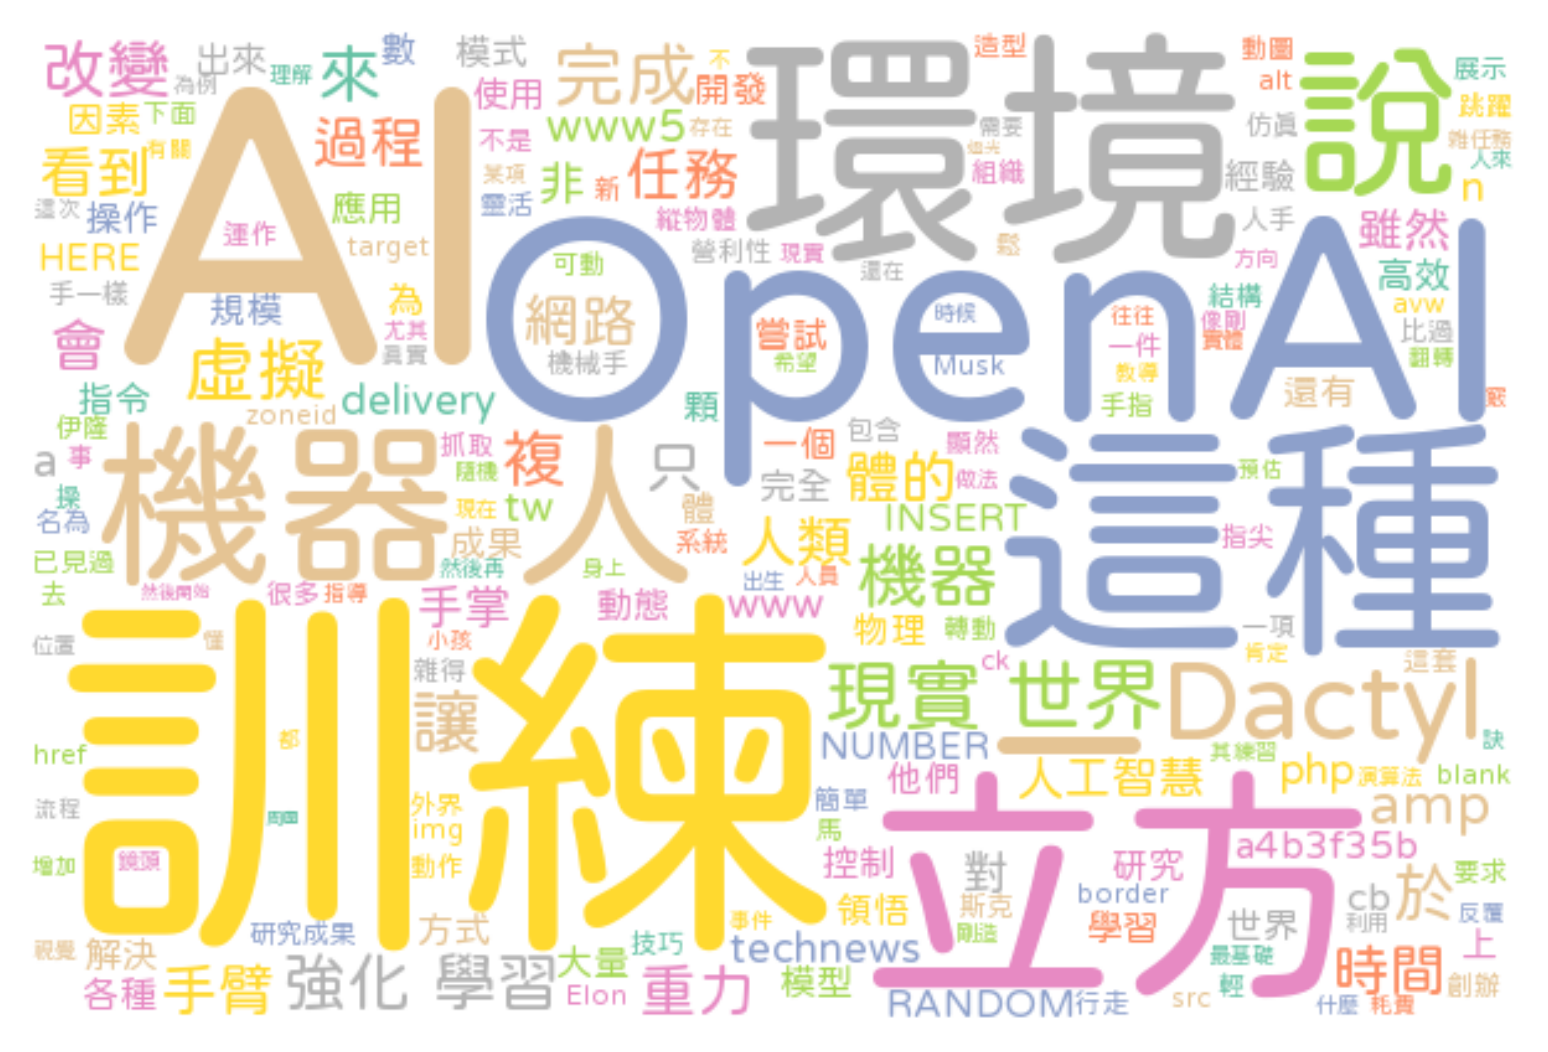 改變
為例
出來
理解
來
數
模式
完成
不
開發
環境
造型
動圖
alt
說
展示
跳躍
因素
下面
AI
過程
使用
www5
存在
需要
仿真
雜任務
人來
看到
有關
不是
某項
非
新
任務
組織
經驗
n
這次
操作
運作
應用
靈活
縱物體
人手
雖然
HERE
target
可動
營利性
現實
還在
鬆
方向
高效
手一樣
規模
為
OpenAI
網路
時候
結構
avw
會
尤其
真實
嘗試
往往
像剛
實體
比過
虛擬
機械手
希望
Musk
一件
教導
翻轉
指令
zoneid
delivery
顆
手指
還有
伊隆
a
事
機器人
抓取
隨機
複
只
一個
包含
顯然
這種
預估
操
名為
現在
tw
體
完全
體的
做法
INSERT
成果
系統
人類
指尖
已見過
去
然後再
身上
出生
人員
機器
然後開始
很多
指導
手掌
動態
www
物理
轉動
一項
位置
懂
訓練
小孩
雜得
ck
肯定
這套
讓
現實
世界
Dactyl
href
都
NUMBER
一
其練習
訣
他們
人工智慧
php
演算法
blank
流程
周圍
外界
img
簡單
馬
立方
amp
增加
鏡頭
動作
控制
對
研究
a4b3f35b
領悟
斯克
border
cb
於
要求
研究成果
方式
事件
剛造
學習
世界
利用
反覆
視覺
解決
技巧
technews
最基礎
上
各種
手臂
強化
學習
大量
Elon
重力
模型
RANDOM
行走
src
輕
時間
創辦
什麼
耗費